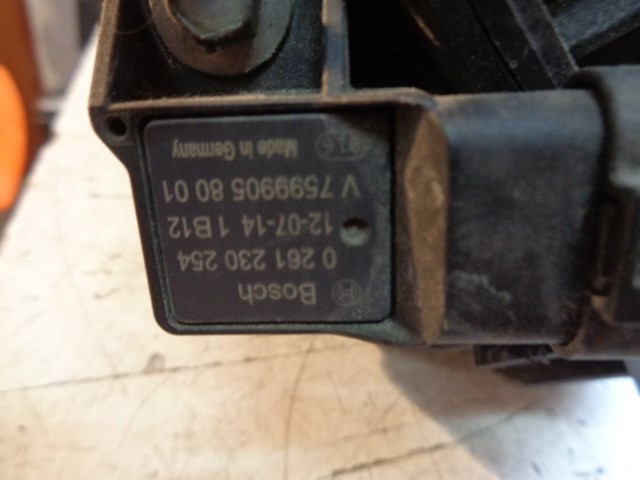 Bosch
0 261 230 254
12-07-14 1 B12
V 7599905 80 01
Made in Germany